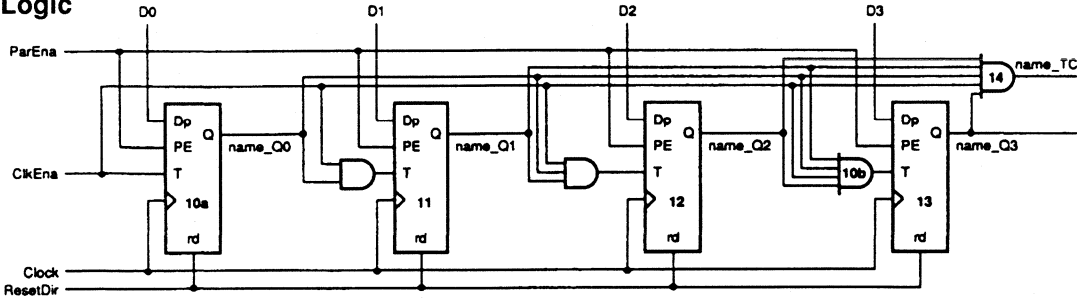 Logic
D0 D1 D2 D3
ParEna
14 name_TC
Dp Q Dp Q Dp Q Dp Q
PE name_Q0 PE name_Q1 PE name_Q2 PE name_Q3
ClkEna T T T 10b T
10a 11 12 13
rd rd rd rd
Clock
ResetDir